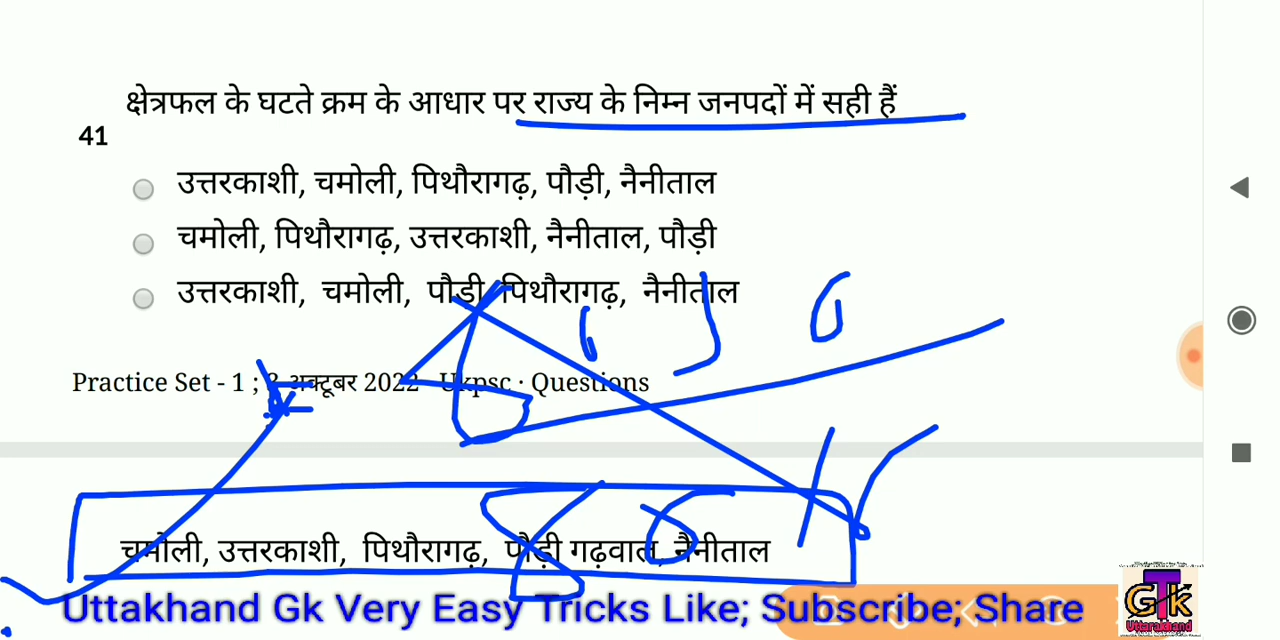 क्षेत्रफल के घटते क्रम के आधार पर राज्य के निम्न जनपदों में सही हैं
41
उत्तरकाशी, चमोली, पिथौरागढ़, पौड़ी, नैनीताल
चमोली, पिथौरागढ़, उत्तरकाशी, नैनीताल, पौड़ी
उत्तरकाशी, चमोली, पौड़ी, पिथौरागढ़, नैनीताल
Practice Set - 1 ; अक्टूबर 2022 Ukpsc · Questions
चमोली, उत्तरकाशी, पिथौरागढ़, पौड़ी गढ़वाल, नैनीताल
Uttakhand Gk Very Easy Tricks Like; Subscribe; Share
GTk
Uttarakhand